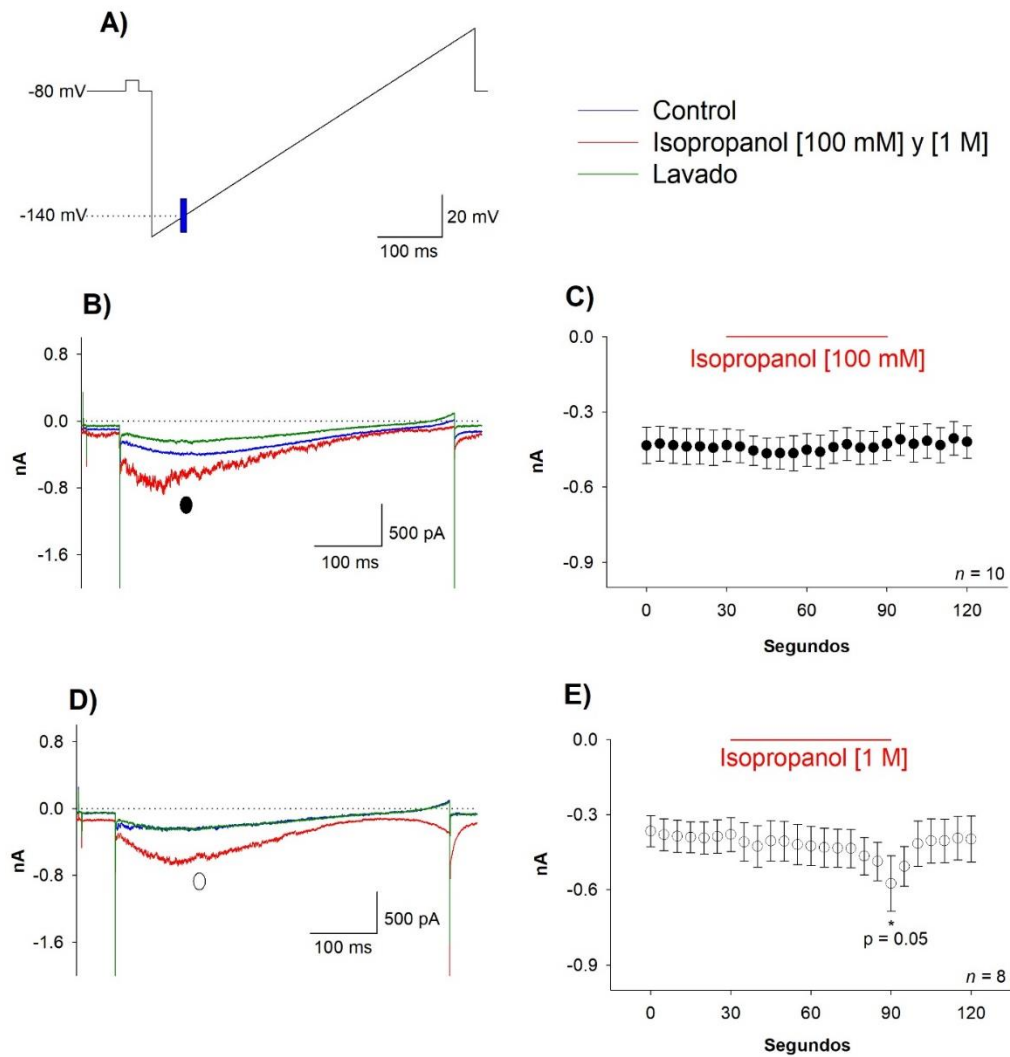 A)
-80 mV
-140 mV
20 mV
100 ms
Control
Isopropanol [100 mM] y [1 M]
Lavado
B)
0.8
0.0
-0.8
-1.6
nA
500 pA
100 ms
C)
0.0
-0.3
-0.6
-0.9
nA
Isopropanol [100 mM]
n = 10
0 30 60 90 120
Segundos
D)
0.8
0.0
-0.8
-1.6
nA
500 pA
100 ms
E)
0.0
-0.3
-0.6
-0.9
nA
Isopropanol [1 M]
*
p = 0.05
n = 8
0 30 60 90 120
Segundos